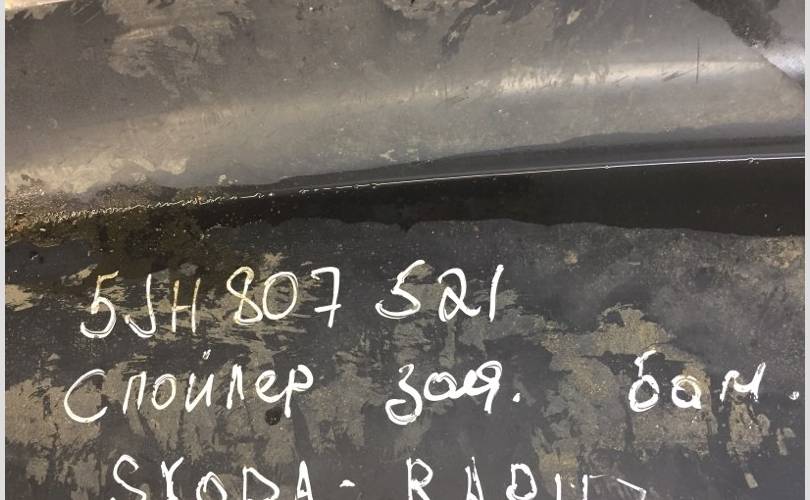 5JH 807 521
Спойлер зад. бам.
SKODA - RAPID